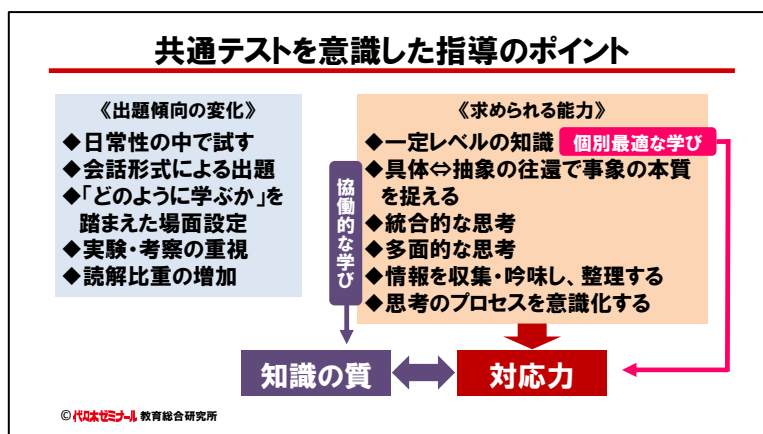 共通テストを意識した指導のポイント
《出題傾向の変化》
◆日常性の中で試す
◆会話形式による出題
◆「どのように学ぶか」を
踏まえた場面設定
◆実験・考察の重視
◆読解比重の増加
協働的な学び
《求められる能力》
◆一定レベルの知識 個別最適な学び
◆具体⇔抽象の往還で事象の本質
を捉える
◆統合的な思考
◆多面的な思考
◆情報を収集・吟味し、整理する
◆思考のプロセスを意識化する
知識の質
対応力
©代々木ゼミナール 教育総合研究所